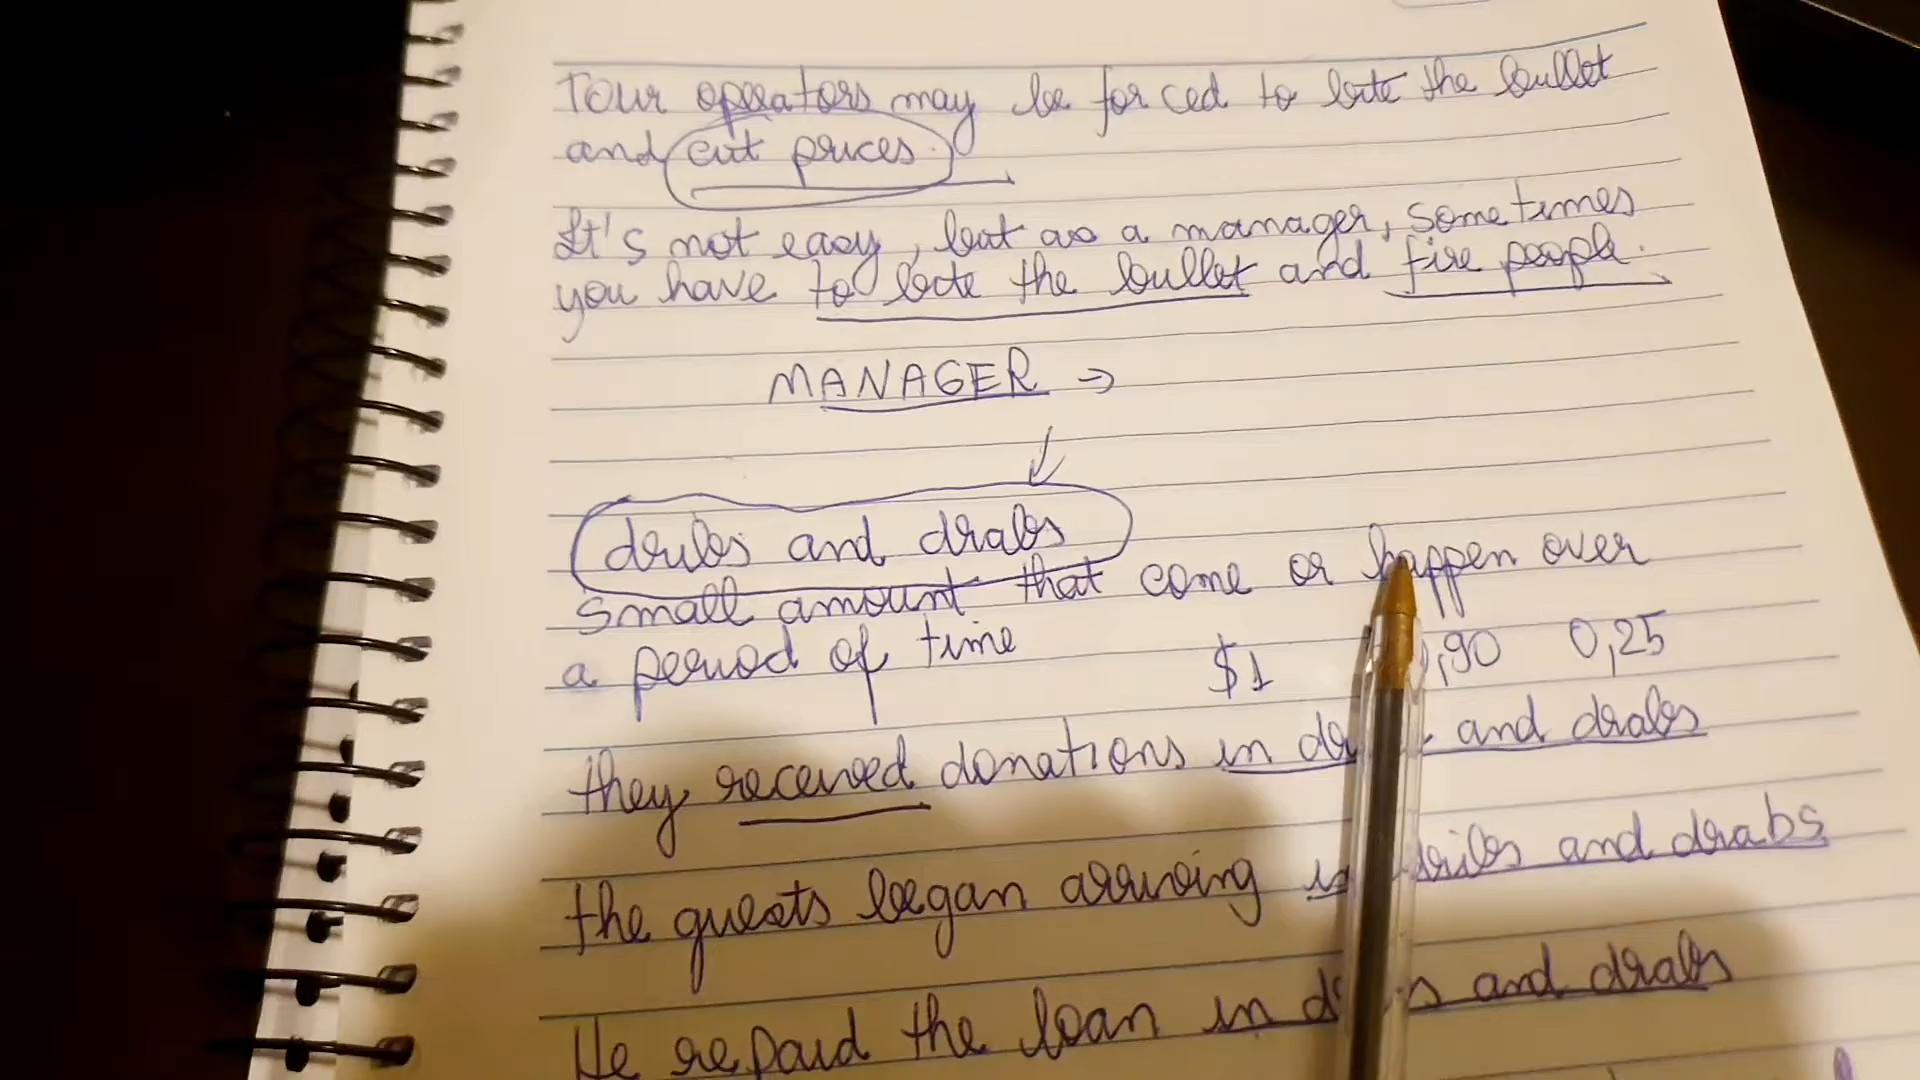 Tour operators may be forced to bite the bullet
and cut prices.
It's not easy, but as a manager, sometimes
you have to bite the bullet and fire people.
MANAGER →
dribs and drabs
small amount that come or happen over
a period of time
$1 ,90 0,25
they received donations in and drabs
the guests began arriving in dribs and drabs
He repaid the loan in and drabs